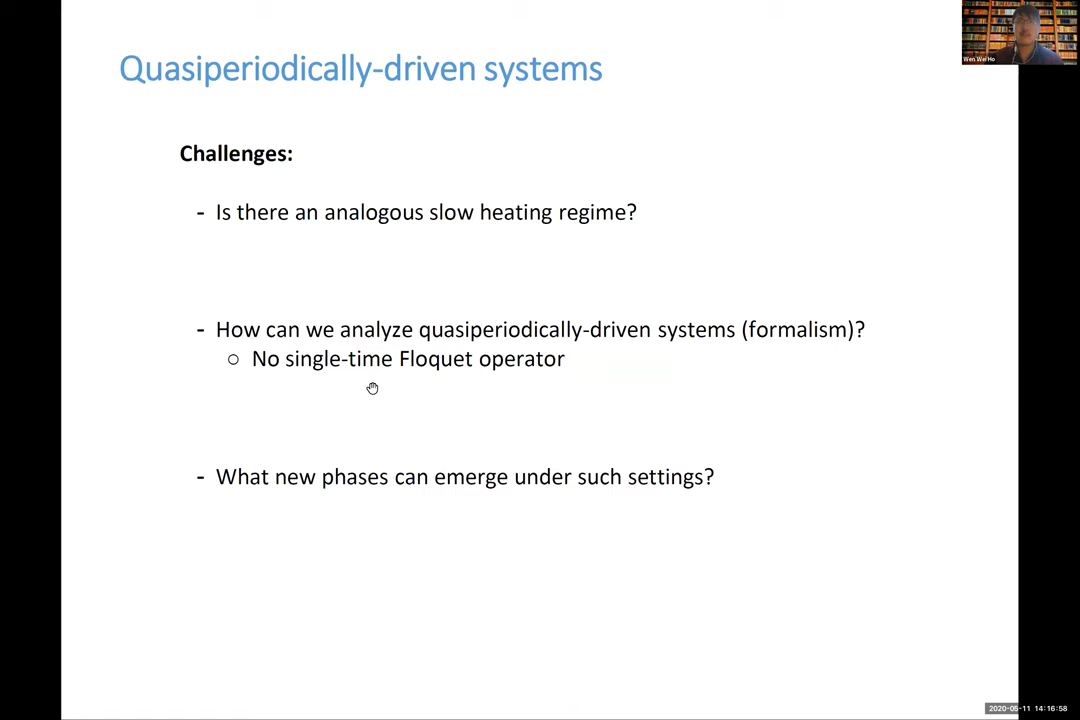 Quasiperiodically-driven systems
Wen Wei Ho
Challenges:
- Is there an analogous slow heating regime?
- How can we analyze quasiperiodically-driven systems (formalism)?
○ No single-time Floquet operator
- What new phases can emerge under such settings?
2020-05-11 14:16:58